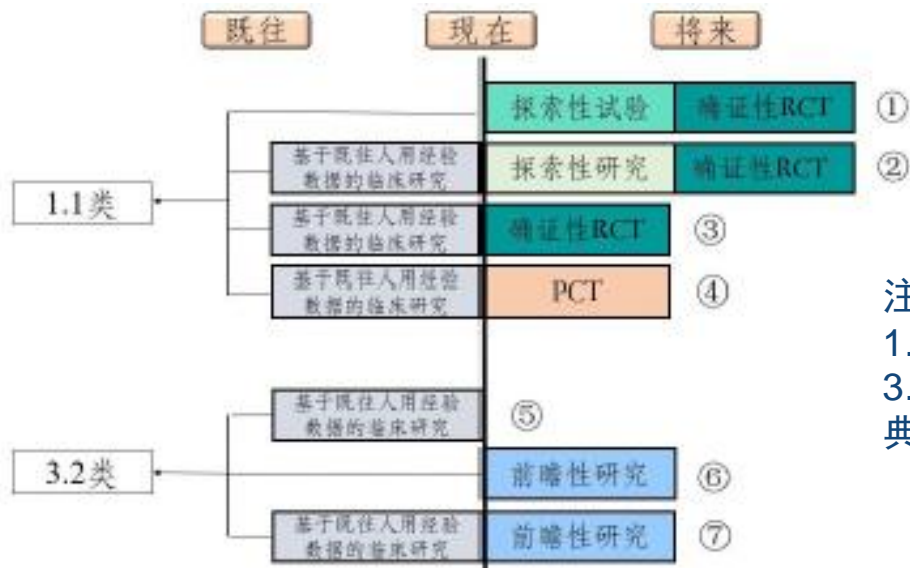 既往
现在
将来
探索性试验
确证性RCT
①
基于既往人用经验
数据的临床研究
探索性研究
确证性RCT
②
1.1类
基于既往人用经验
数据的临床研究
确证性RCT
③
基于既往人用经验
数据的临床研究
PCT
④
注
1.
3.
典
基于既往人用经验
数据的临床研究
⑤
3.2类
前瞻性研究
⑥
基于既往人用经验
数据的临床研究
前瞻性研究
⑦